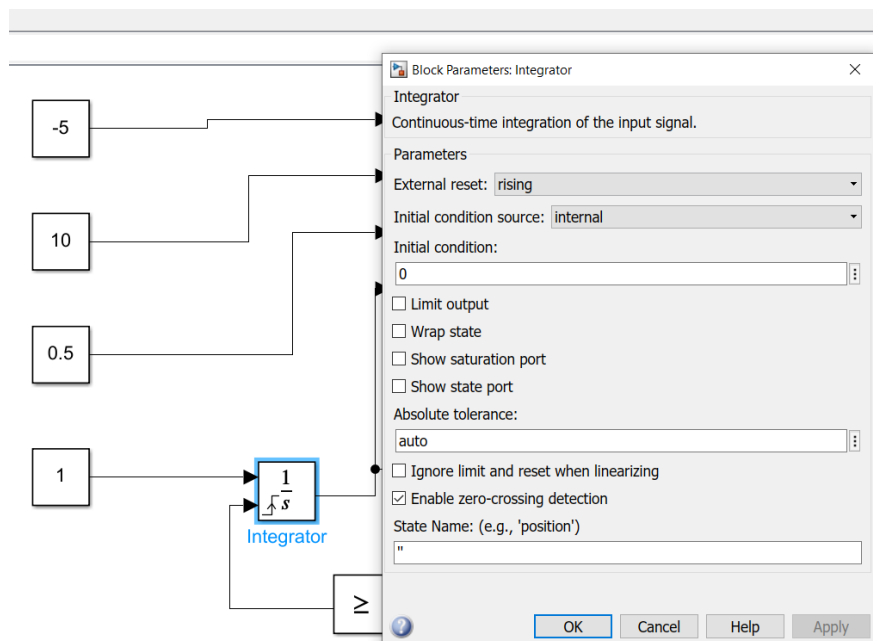 -5
10
0.5
1
1
s
Integrator
≥
Block Parameters: Integrator
Integrator
Continuous-time integration of the input signal.
Parameters
External reset: rising
Initial condition source: internal
Initial condition:
0
Limit output
Wrap state
Show saturation port
Show state port
Absolute tolerance:
auto
Ignore limit and reset when linearizing
Enable zero-crossing detection
State Name: (e.g., 'position')
''
OK Cancel Help Apply